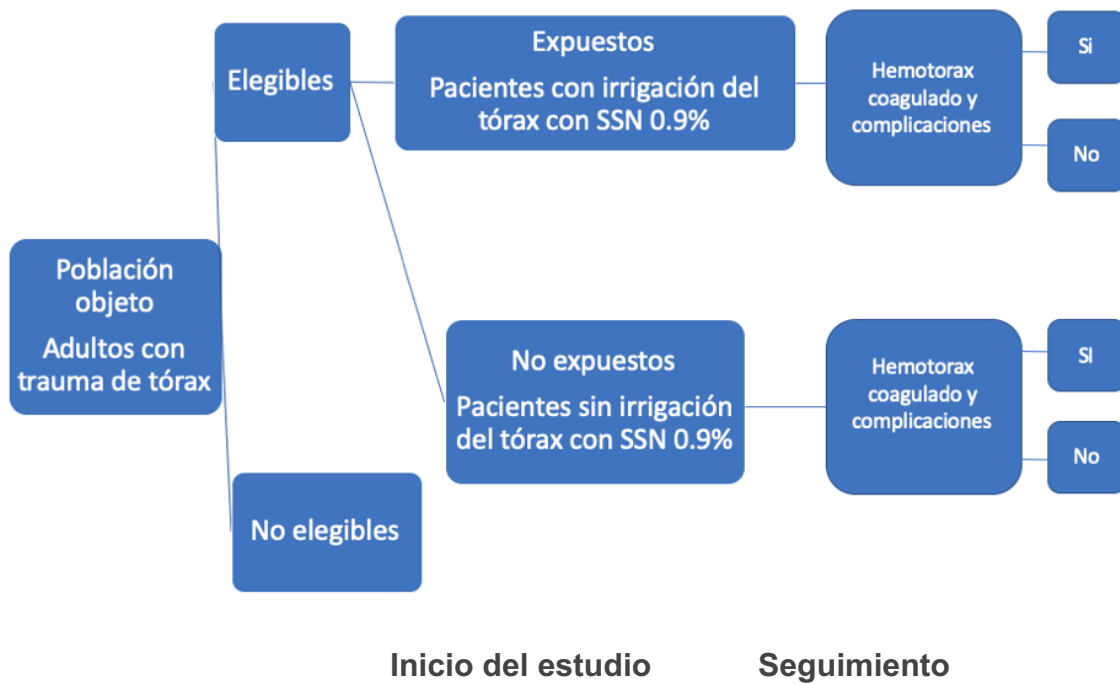 Elegibles
Expuestos
Pacientes con irrigación del
tórax con SSN 0.9%
Hemotorax
coagulado y
complicaciones
Si
No
Población
objeto
Adultos con
trauma de tórax
No expuestos
Pacientes sin irrigación
del tórax con SSN 0.9%
Hemotorax
coagulado y
complicaciones
SI
No
No elegibles
Inicio del estudio
Seguimiento